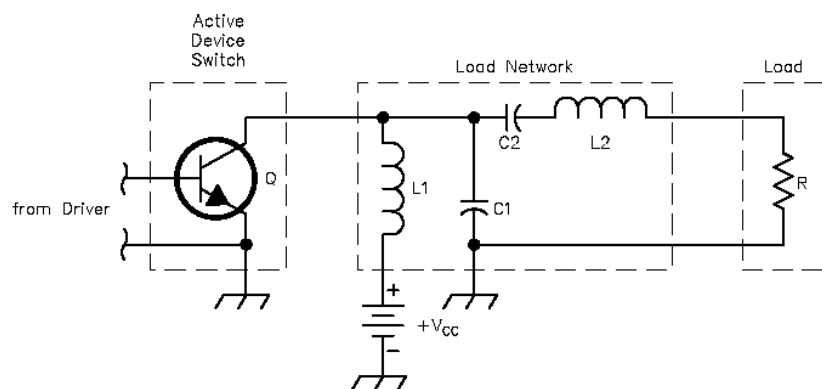 Active
Device
Switch
Load Network
Load
C2
L2
Q
L1
C1
R
from Driver
+
+VCC
-